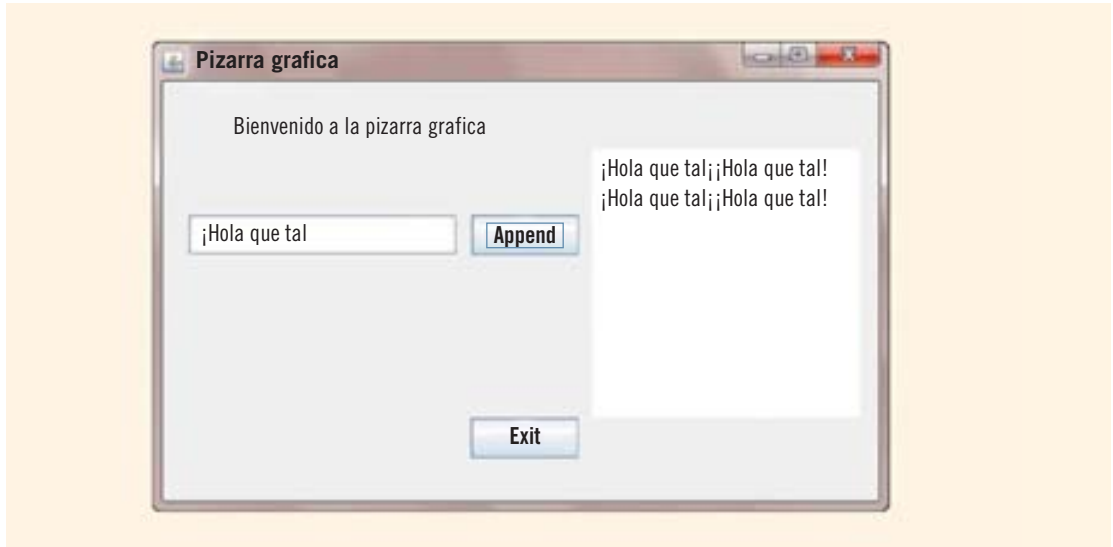 Pizarra grafica
Bienvenido a la pizarra grafica
¡Hola que tal¡¡Hola que tal!
¡Hola que tal¡¡Hola que tal!
¡Hola que tal
Append
Exit